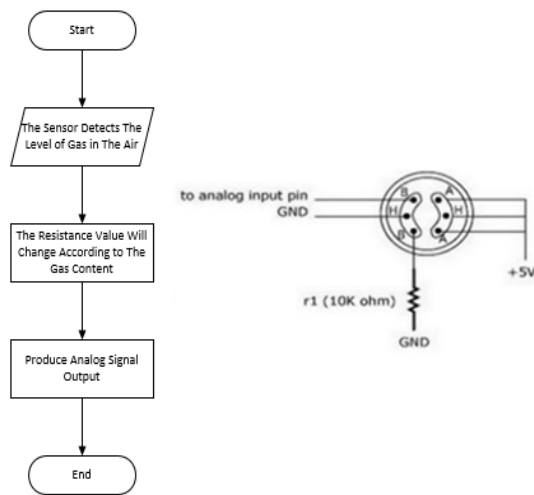 Start
The Sensor Detects The
Level of Gas in The Air
The Resistance Value Will
Change According to The
Gas Content
Produce Analog Signal
Output
End
to analog input pin
GND
B
A
H
H
B
A
+5V
r1 (10K ohm)
GND